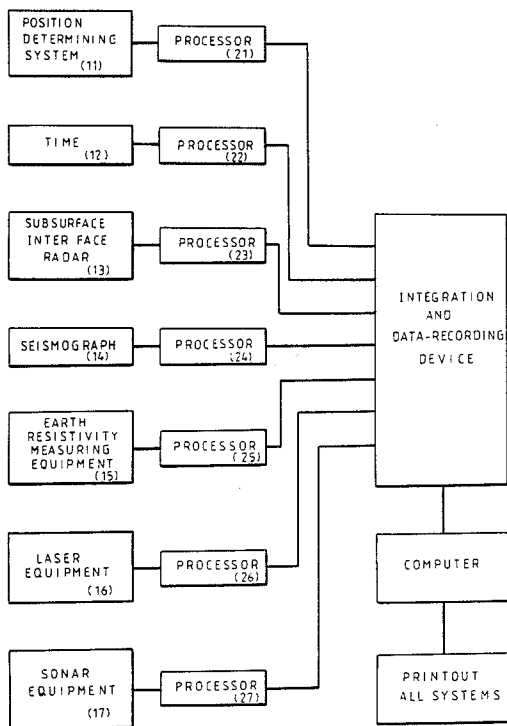 POSITION
DETERMINING
SYSTEM
(11)
PROCESSOR
(21)
TIME
(12)
PROCESSOR
(22)
SUBSURFACE
INTER FACE
RADAR
(13)
PROCESSOR
(23)
SEISMOGRAPH
(14)
PROCESSOR
(24)
EARTH
RESISTIVITY
MEASURING
EQUIPMENT
(15)
PROCESSOR
(25)
LASER
EQUIPMENT
(16)
PROCESSOR
(26)
SONAR
EQUIPMENT
(17)
PROCESSOR
(27)
INTEGRATION
AND
DATA-RECORDING
DEVICE
COMPUTER
PRINTOUT
ALL SYSTEMS